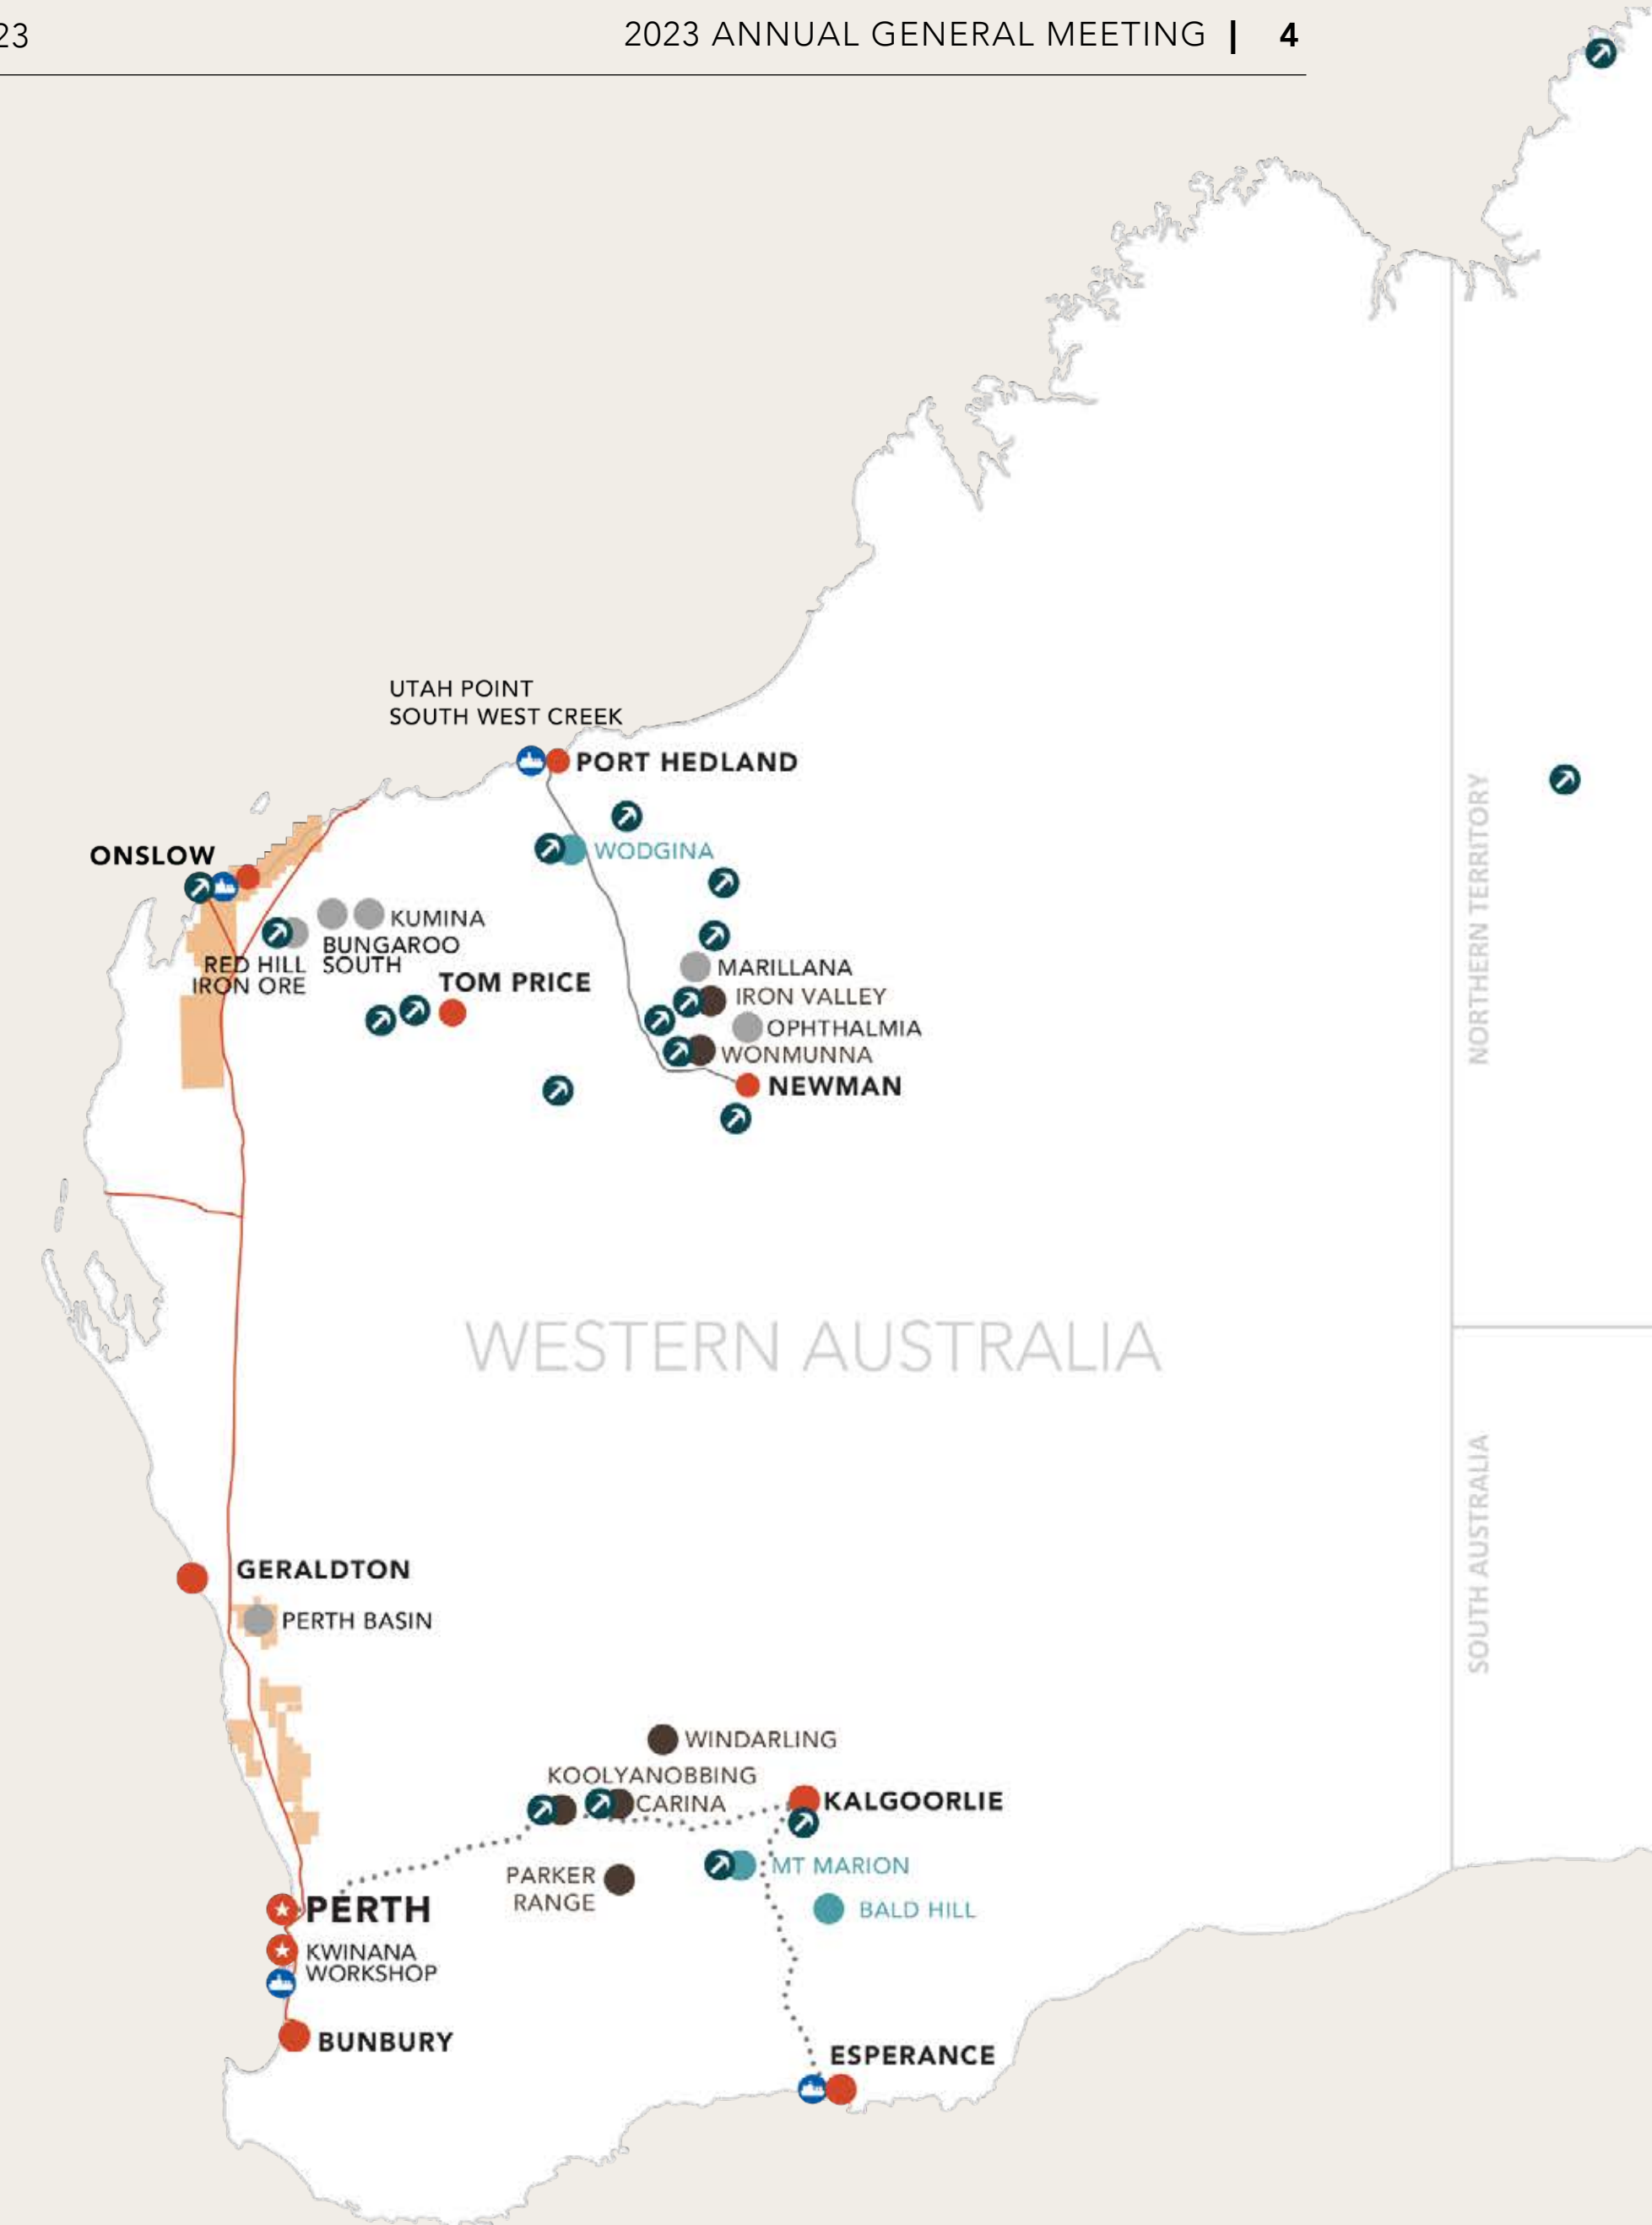 23
2023 ANNUAL GENERAL MEETING | 4
UTAH POINT
SOUTH WEST CREEK
PORT HEDLAND
WODGINA
ONSLOW
KUMINA
BUNGAROO
SOUTH
RED HILL
IRON ORE
TOM PRICE
MARILLANA
IRON VALLEY
OPHTHALMIA
WONMUNNA
NEWMAN
NORTHERN TERRITORY
WESTERN AUSTRALIA
SOUTH AUSTRALIA
GERALDTON
PERTH BASIN
WINDARLING
KOOLYANOBBING
CARINA
KALGOORLIE
MT MARION
PARKER
RANGE
BALD HILL
PERTH
KWINANA
WORKSHOP
BUNBURY
ESPERANCE